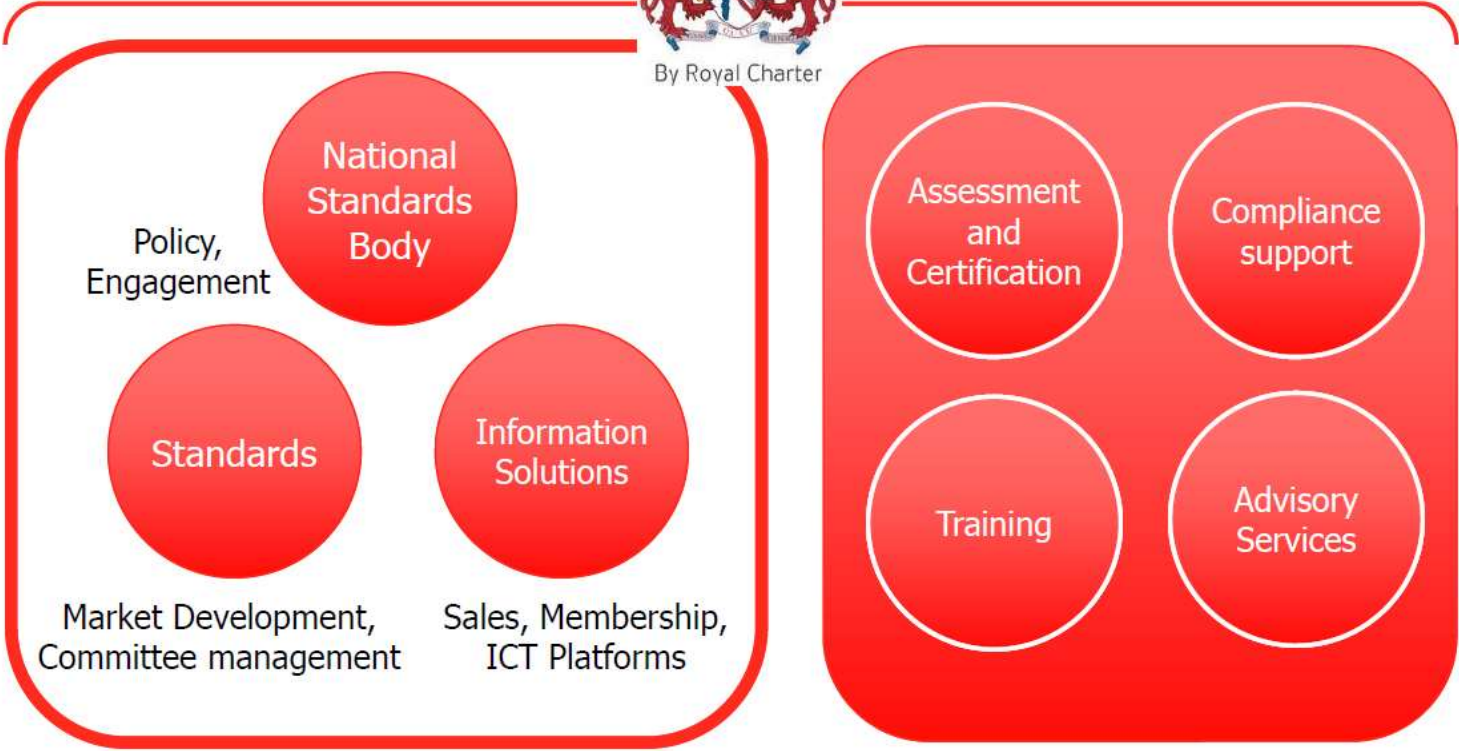 By Royal Charter
National
Standards
Body
Policy,
Engagement
Standards
Information
Solutions
Market Development,
Committee management
Sales, Membership,
ICT Platforms
Assessment
and
Certification
Compliance
support
Training
Advisory
Services